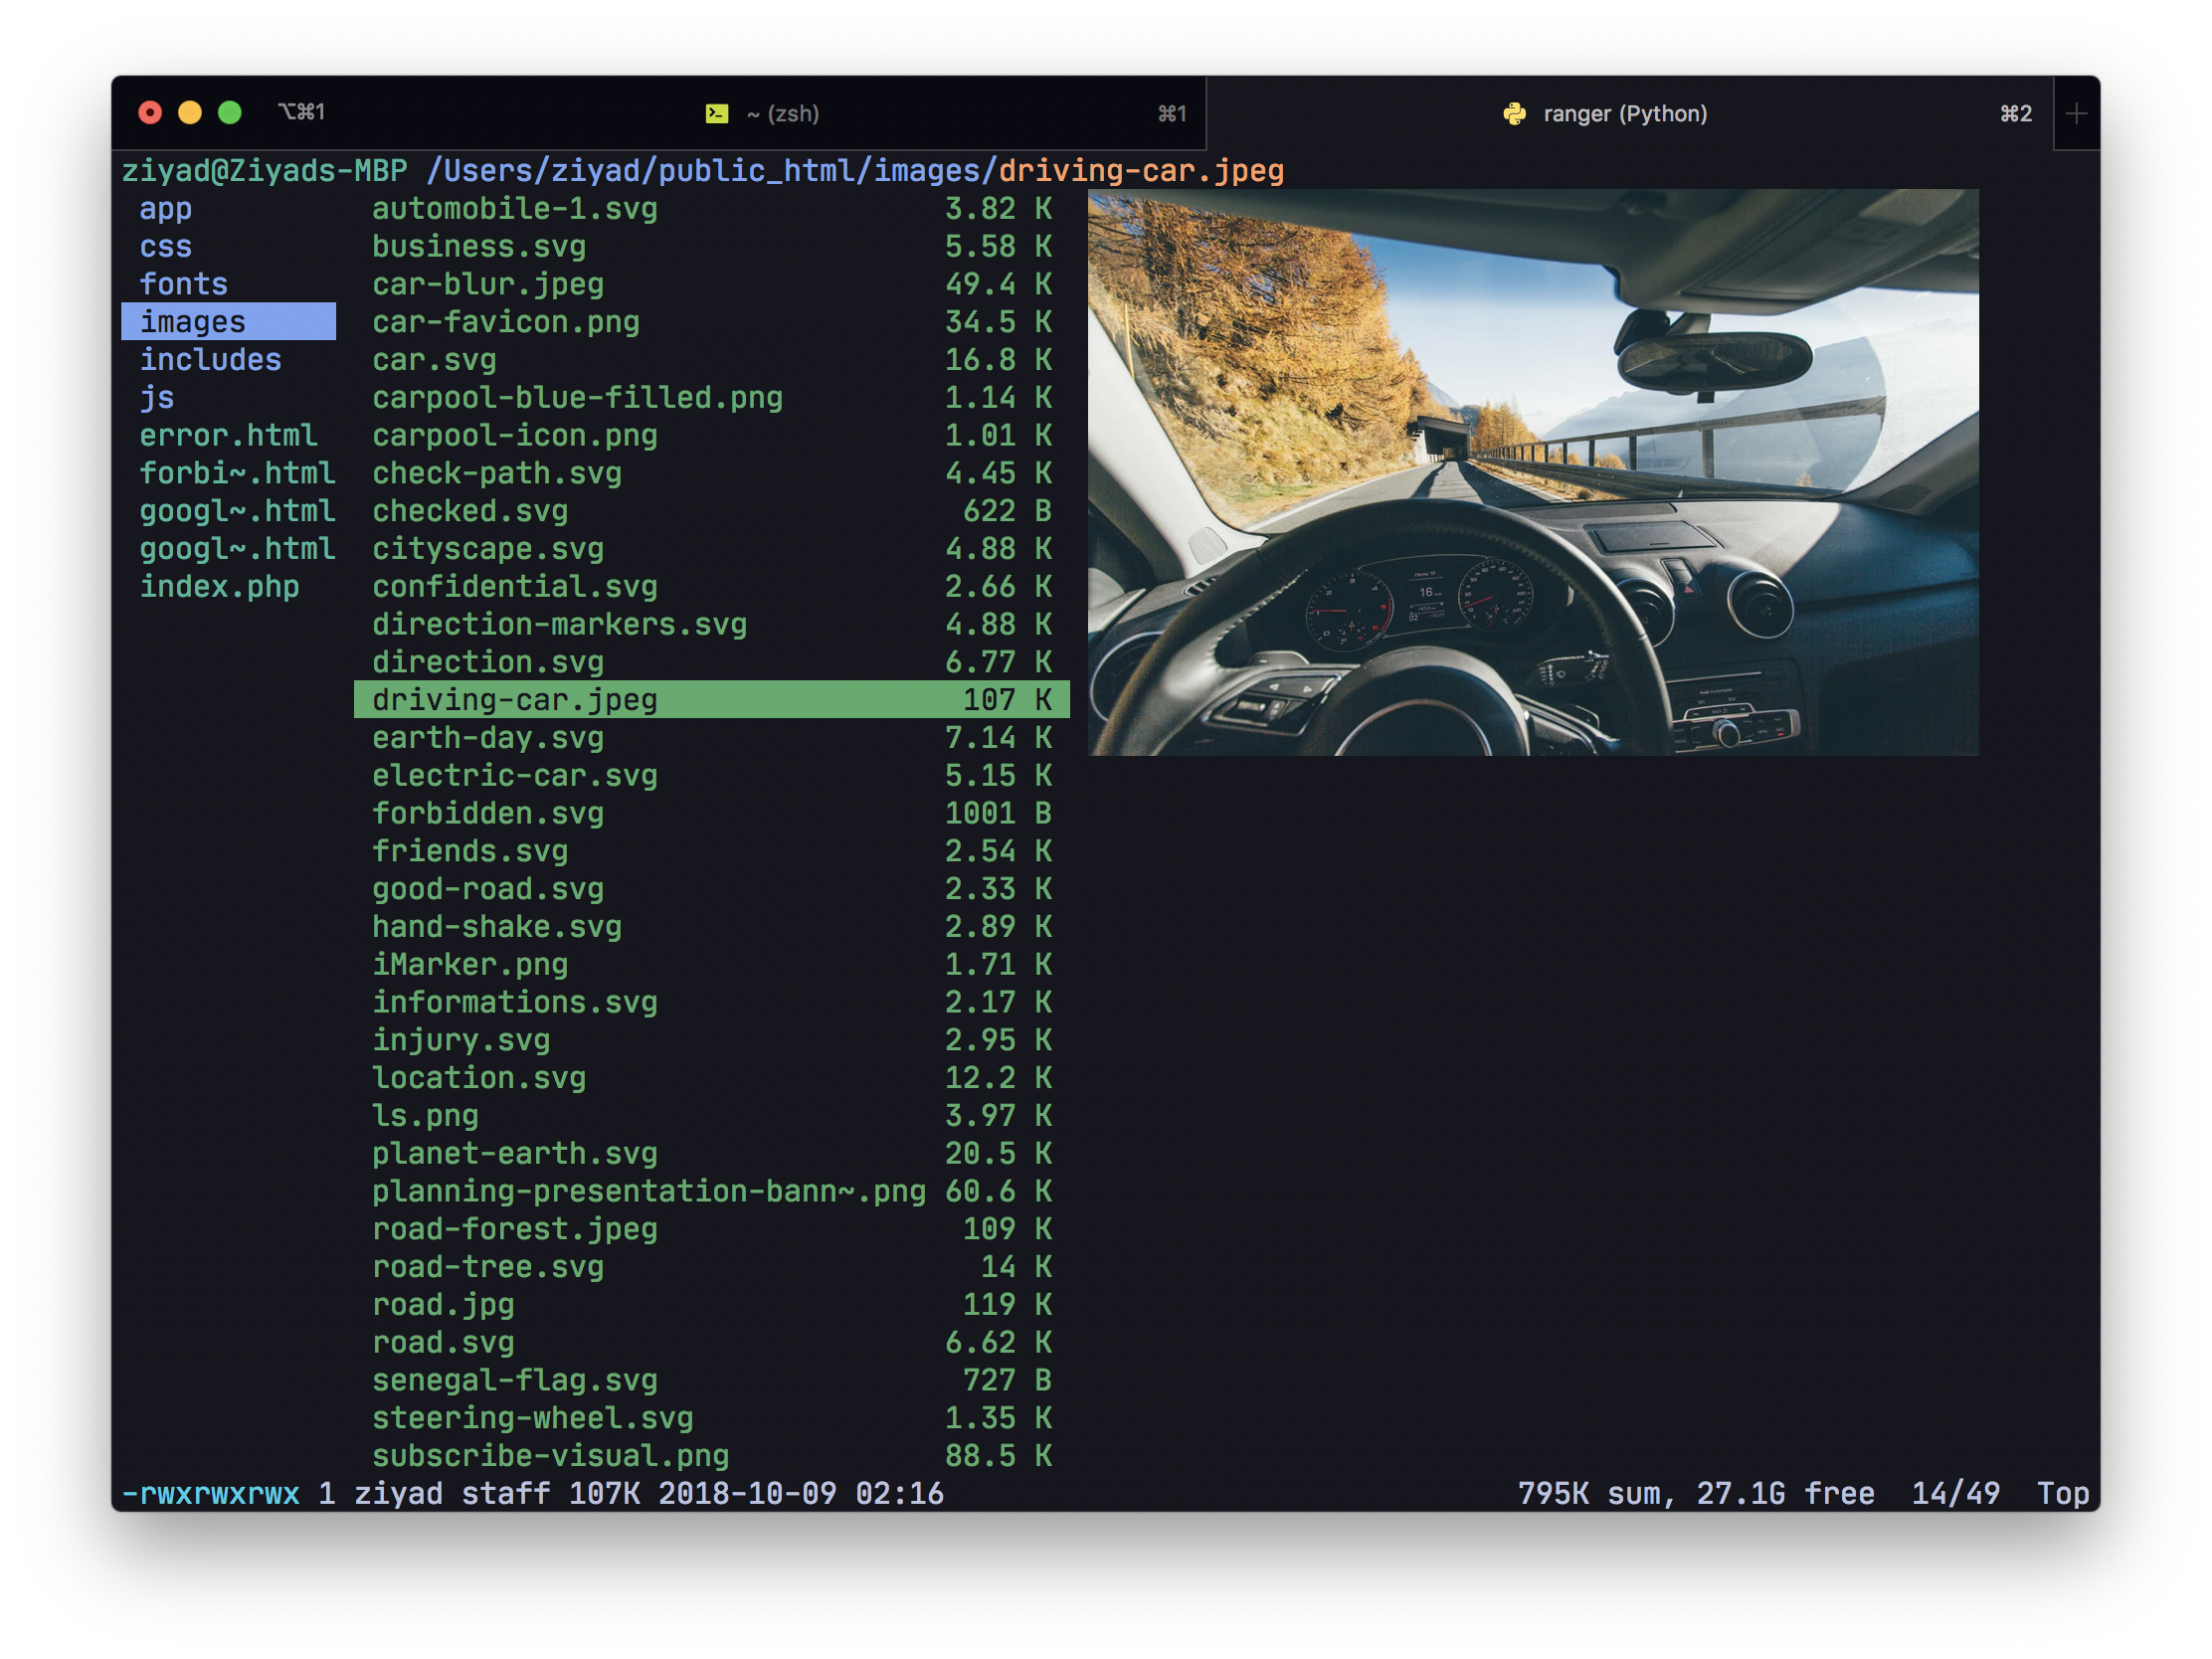 ⌥⌘1 ~ (zsh) ⌘1 ranger (Python) ⌘2 +
ziyad@Ziyads-MBP /Users/ziyad/public_html/images/driving-car.jpeg
app automobile-1.svg 3.82 K
css business.svg 5.58 K
fonts car-blur.jpeg 49.4 K
images car-favicon.png 34.5 K
includes car.svg 16.8 K
js carpool-blue-filled.png 1.14 K
error.html carpool-icon.png 1.01 K
forbi~.html check-path.svg 4.45 K
googl~.html checked.svg 622 B
googl~.html cityscape.svg 4.88 K
index.php confidential.svg 2.66 K
direction-markers.svg 4.88 K
direction.svg 6.77 K
driving-car.jpeg 107 K
earth-day.svg 7.14 K
electric-car.svg 5.15 K
forbidden.svg 1001 B
friends.svg 2.54 K
good-road.svg 2.33 K
hand-shake.svg 2.89 K
iMarker.png 1.71 K
informations.svg 2.17 K
injury.svg 2.95 K
location.svg 12.2 K
ls.png 3.97 K
planet-earth.svg 20.5 K
planning-presentation-bann~.png 60.6 K
road-forest.jpeg 109 K
road-tree.svg 14 K
road.jpg 119 K
road.svg 6.62 K
senegal-flag.svg 727 B
steering-wheel.svg 1.35 K
subscribe-visual.png 88.5 K
-rwxrwxrwx 1 ziyad staff 107K 2018-10-09 02:16 795K sum, 27.1G free 14/49 Top